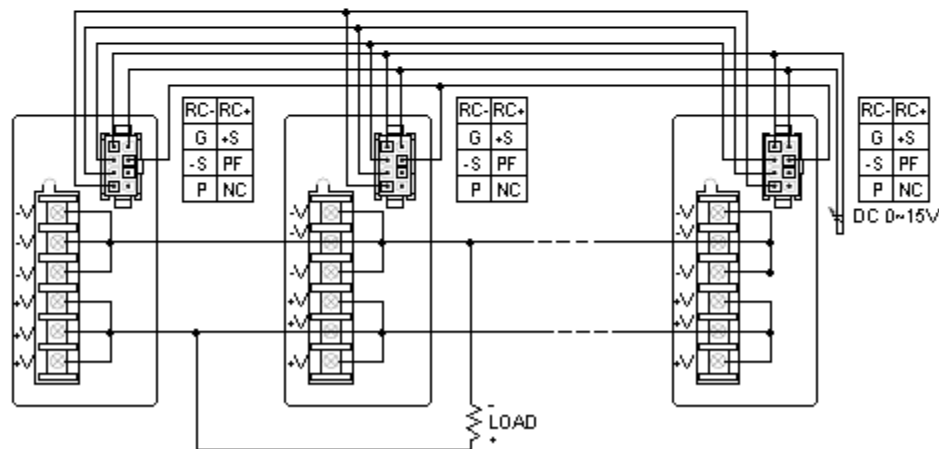 RC- RC+
G +S
-S PF
P NC
RC- RC+
G +S
-S PF
P NC
RC- RC+
G +S
-S PF
P NC
DC 0~15V
-V
-V
-V
+V
+V
+V
-V
-V
-V
+V
+V
+V
-V
-V
-V
+V
+V
+V
-
LOAD
+